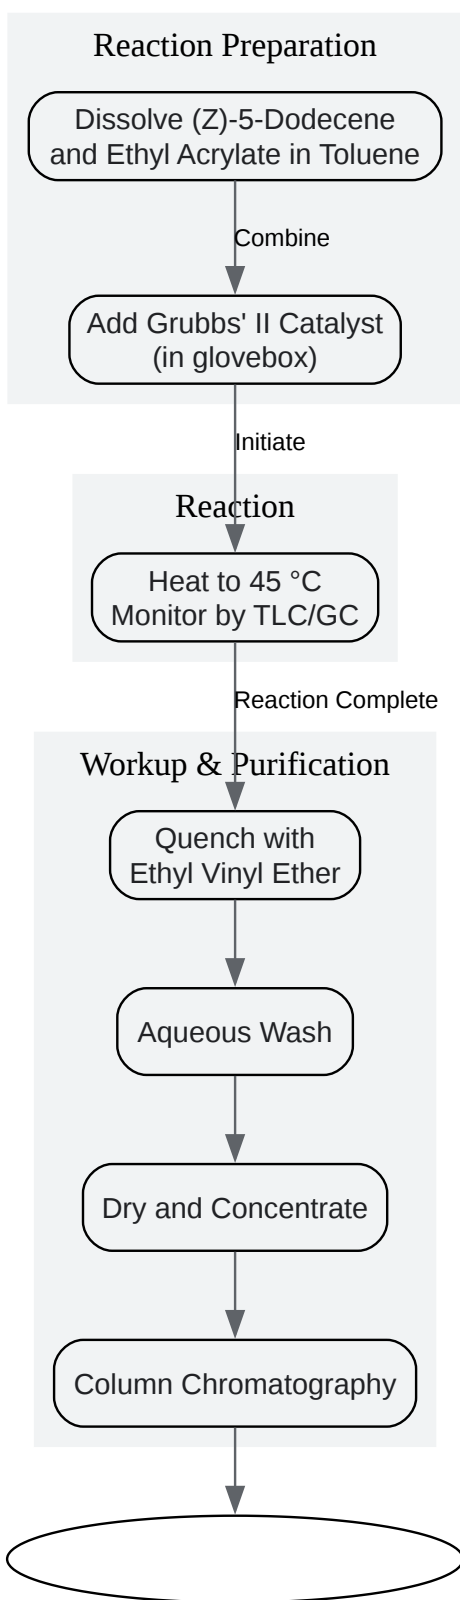 Reaction Preparation
Dissolve (Z)-5-Dodecene
and Ethyl Acrylate in Toluene
Combine
Add Grubbs' II Catalyst
(in glovebox)
Initiate
Reaction
Heat to 45 °C
Monitor by TLC/GC
Reaction Complete
Workup & Purification
Quench with
Ethyl Vinyl Ether
Aqueous Wash
Dry and Concentrate
Column Chromatography